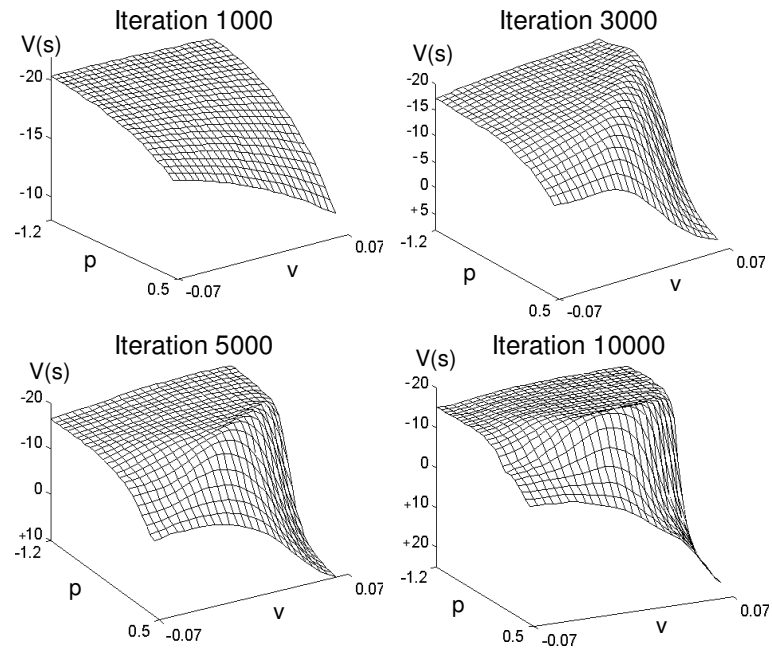 Iteration 1000
V(s)
-20
-15
-10
-1.2
p
0.5
-0.07
v
0.07
Iteration 3000
V(s)
-20
-15
-10
-5
0
+5
-1.2
p
0.5
-0.07
v
0.07
Iteration 5000
V(s)
-20
-10
0
+10
-1.2
p
0.5
-0.07
v
0.07
Iteration 10000
V(s)
-20
-10
0
+10
+20
-1.2
p
0.5
-0.07
v
0.07